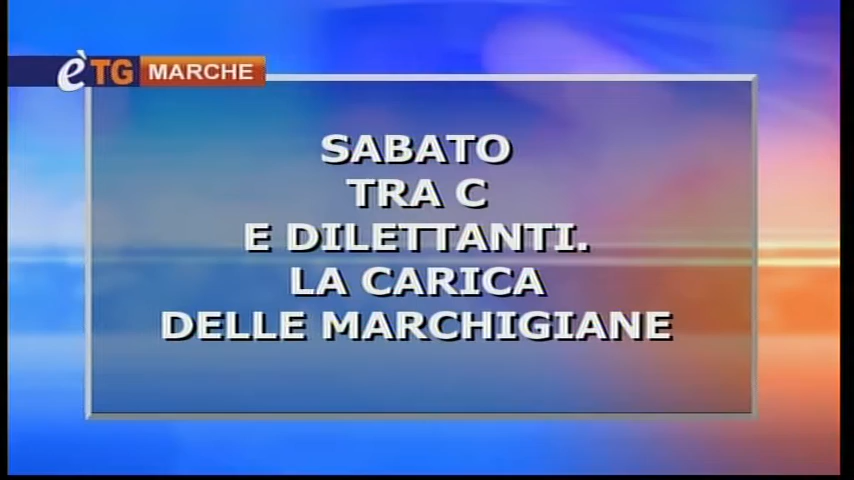 èTG MARCHE
SABATO
TRA C
E DILETTANTI.
LA CARICA
DELLE MARCHIGIANE